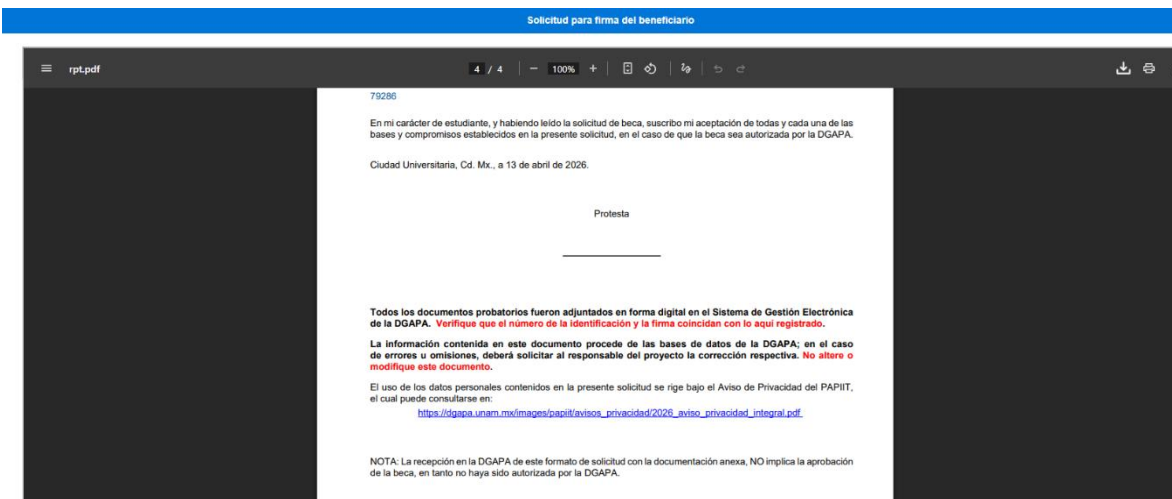 Solicitud para firma del beneficiario
rpt.pdf
4 / 4
100%
79286
En mi carácter de estudiante, y habiendo leído la solicitud de beca, suscribo mi aceptación de todas y cada una de las
bases y compromisos establecidos en la presente solicitud, en el caso de que la beca sea autorizada por la DGAPA.
Ciudad Universitaria, Cd. Mx., a 13 de abril de 2026.
Protesta
Todos los documentos probatorios fueron adjuntados en forma digital en el Sistema de Gestión Electrónica
de la DGAPA. Verifique que el número de la identificación y la firma coincidan con lo aquí registrado.
La información contenida en este documento procede de las bases de datos de la DGAPA; en el caso
de errores u omisiones, deberá solicitar al responsable del proyecto la corrección respectiva. No altere o
modifique este documento.
El uso de los datos personales contenidos en la presente solicitud se rige bajo el Aviso de Privacidad del PAPIIT,
el cual puede consultarse en:
https://dgapa.unam.mx/images/papiit/avisos_privacidad/2026_aviso_privacidad_integral.pdf
NOTA: La recepción en la DGAPA de este formato de solicitud con la documentación anexa, NO implica la aprobación
de la beca, en tanto no haya sido autorizada por la DGAPA.